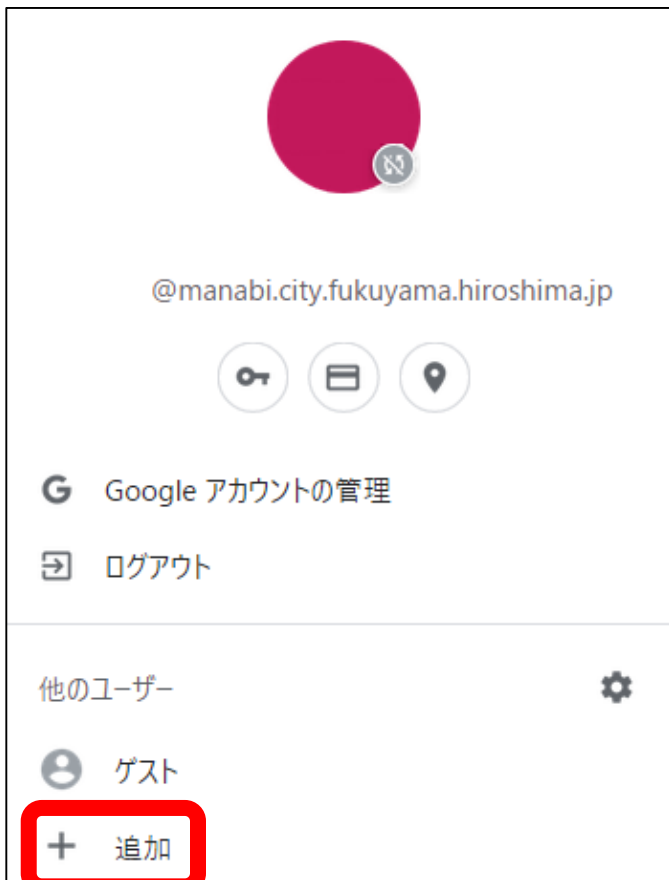 @manabi.city.fukuyama.hiroshima.jp
Google アカウントの管理
ログアウト
他のユーザー
ゲスト
追加